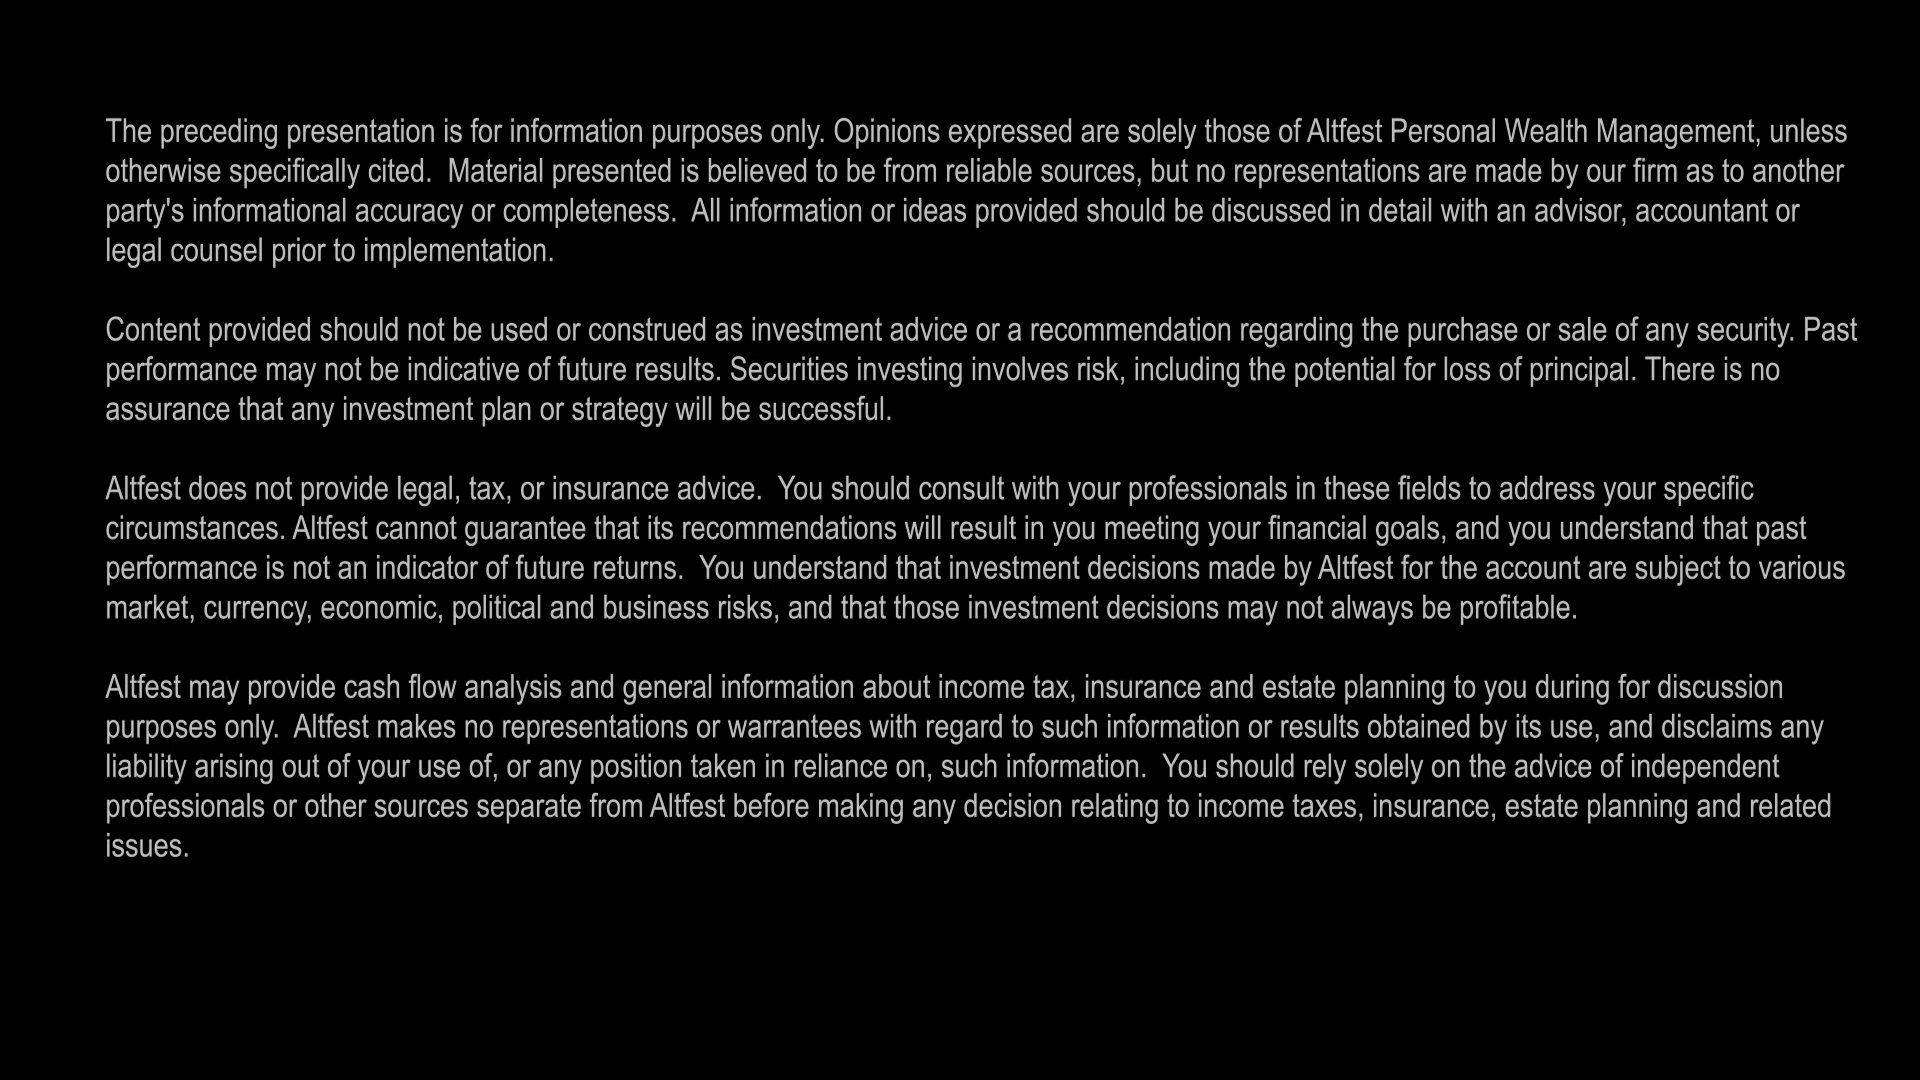 The preceding presentation is for information purposes only. Opinions expressed are solely those of Altfest Personal Wealth Management, unless
otherwise specifically cited.  Material presented is believed to be from reliable sources, but no representations are made by our firm as to another
party's informational accuracy or completeness.  All information or ideas provided should be discussed in detail with an advisor, accountant or
legal counsel prior to implementation.

Content provided should not be used or construed as investment advice or a recommendation regarding the purchase or sale of any security. Past
performance may not be indicative of future results. Securities investing involves risk, including the potential for loss of principal. There is no
assurance that any investment plan or strategy will be successful.

Altfest does not provide legal, tax, or insurance advice.  You should consult with your professionals in these fields to address your specific
circumstances. Altfest cannot guarantee that its recommendations will result in you meeting your financial goals, and you understand that past
performance is not an indicator of future returns.  You understand that investment decisions made by Altfest for the account are subject to various
market, currency, economic, political and business risks, and that those investment decisions may not always be profitable.

Altfest may provide cash flow analysis and general information about income tax, insurance and estate planning to you during for discussion
purposes only.  Altfest makes no representations or warrantees with regard to such information or results obtained by its use, and disclaims any
liability arising out of your use of, or any position taken in reliance on, such information.  You should rely solely on the advice of independent
professionals or other sources separate from Altfest before making any decision relating to income taxes, insurance, estate planning and related
issues.